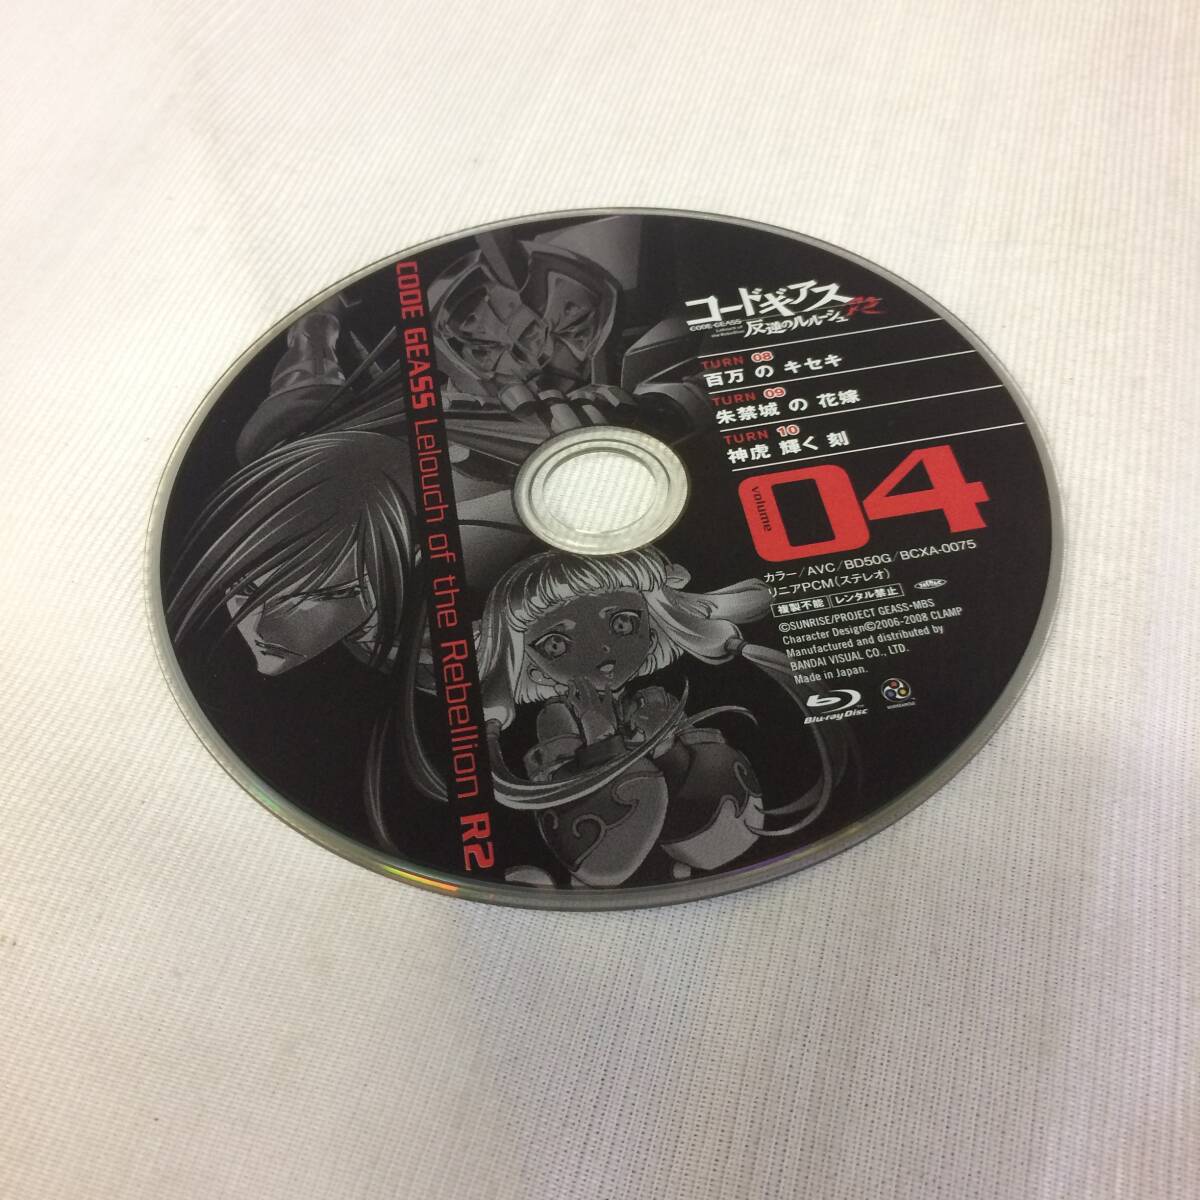 CODE GEASS Lelouch of the Rebellion R2
コードギアス
CODE GEASS Lelouch of the Rebellion
反逆のルルーシュ R2
TURN 08
百万 の キセキ
TURN 09
朱禁城 の 花嫁
TURN 10
神虎 輝く 刻
volume 04
カラー/AVC/BD50G/BCXA-0075
リニアPCM(ステレオ)
複製不能 レンタル禁止
©SUNRISE/PROJECT GEASS・MBS
Character Design©2006-2008 CLAMP
Manufactured and distributed by
BANDAI VISUAL CO., LTD.
Made in Japan.
Blu-ray Disc